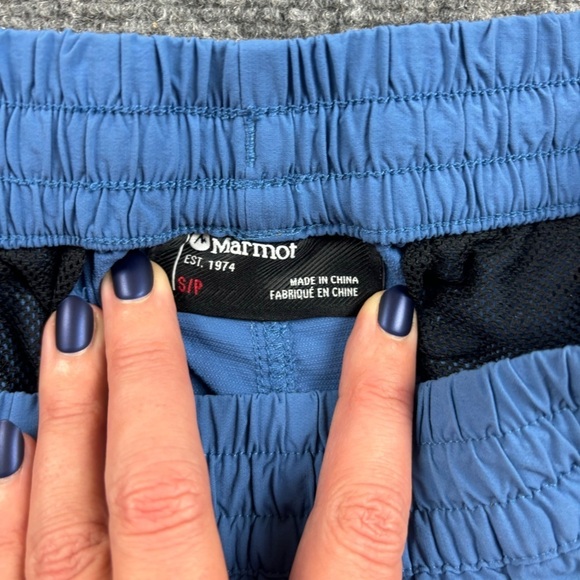 Marmot
EST. 1974
S/P
MADE IN CHINA
FABRIQUÉ EN CHINE